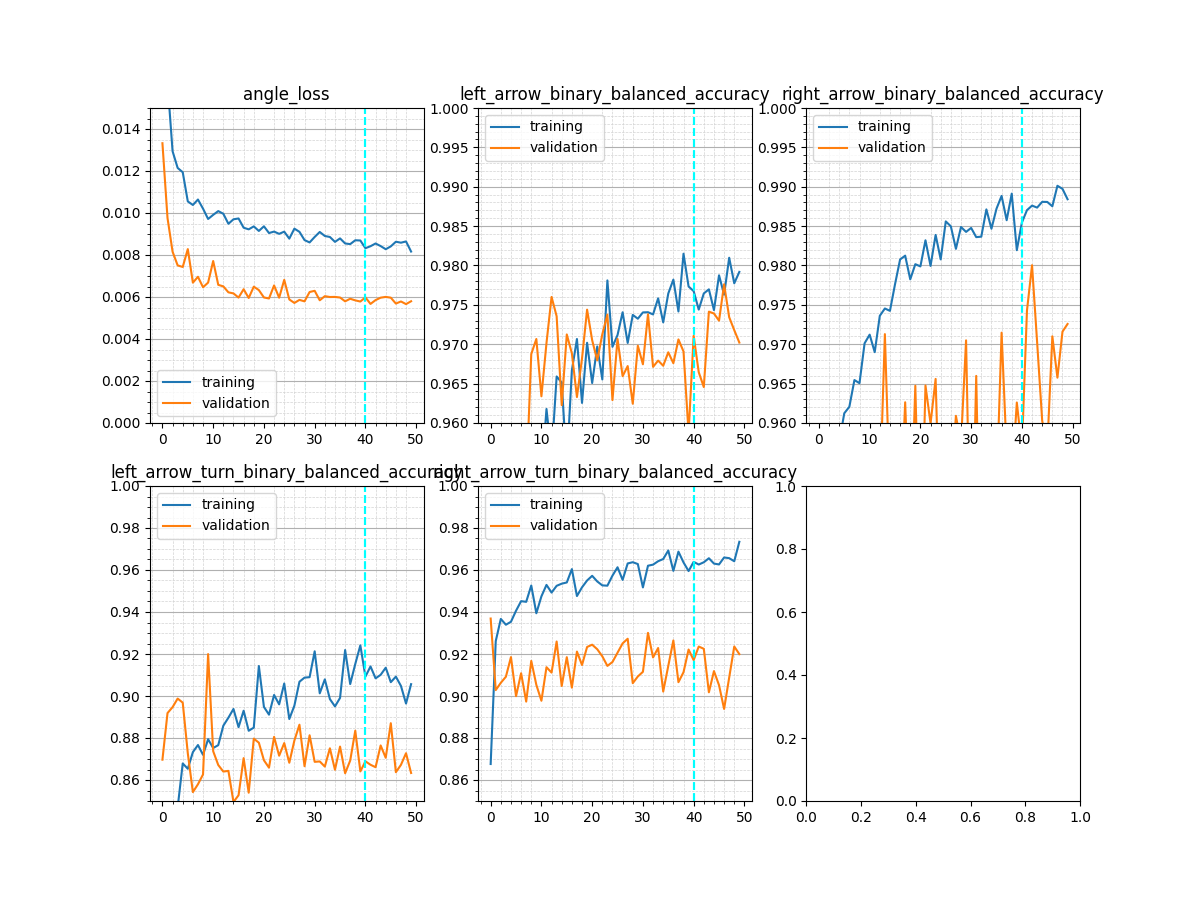 angle_loss
0.014
0.012
0.010
0.008
0.006
0.004
0.002
0.000
training
validation
0 10 20 30 40 50
left_arrow_binary_balanced_accuracy
1.000
0.995
0.990
0.985
0.980
0.975
0.970
0.965
0.960
training
validation
0 10 20 30 40 50
right_arrow_binary_balanced_accuracy
1.000
0.995
0.990
0.985
0.980
0.975
0.970
0.965
0.960
training
validation
0 10 20 30 40 50
left_arrow_turn_binary_balanced_accuracy
1.00
0.98
0.96
0.94
0.92
0.90
0.88
0.86
training
validation
0 10 20 30 40 50
right_arrow_turn_binary_balanced_accuracy
1.00
0.98
0.96
0.94
0.92
0.90
0.88
0.86
training
validation
0 10 20 30 40 50
1.0
0.8
0.6
0.4
0.2
0.0
0.0 0.2 0.4 0.6 0.8 1.0